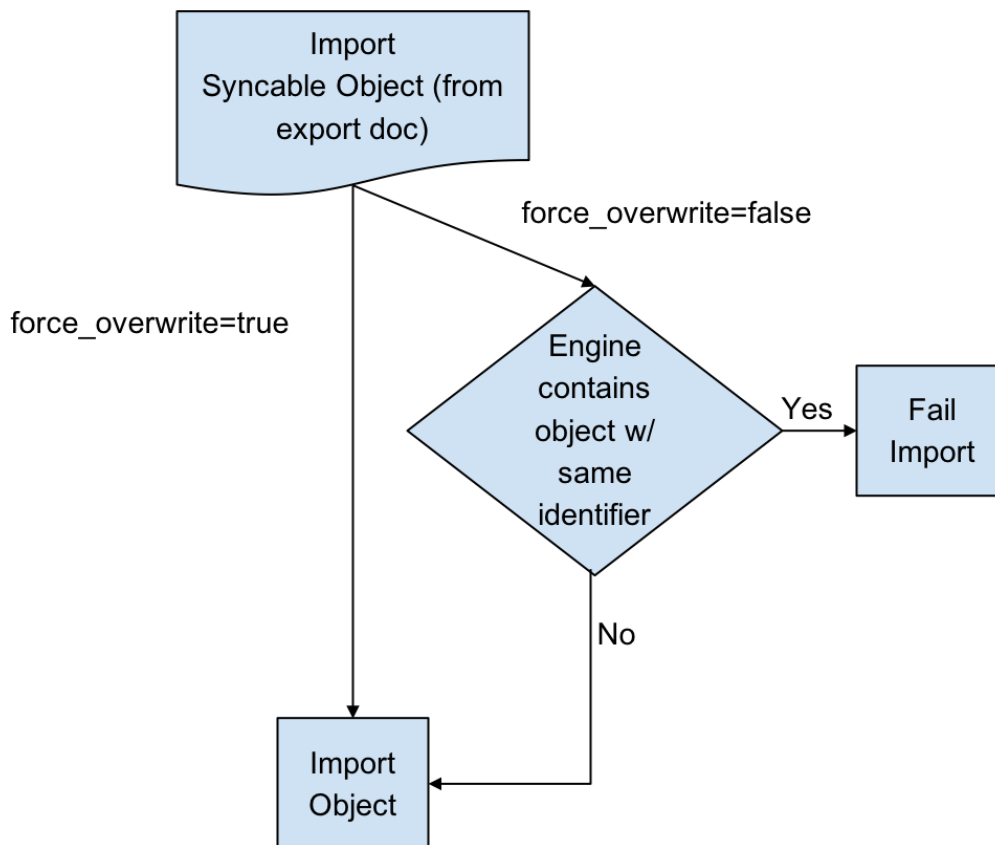 Import
Syncable Object (from
export doc)
force_overwrite=false
force_overwrite=true
Engine
contains
object w/
same
identifier
Yes
Fail
Import
No
Import
Object